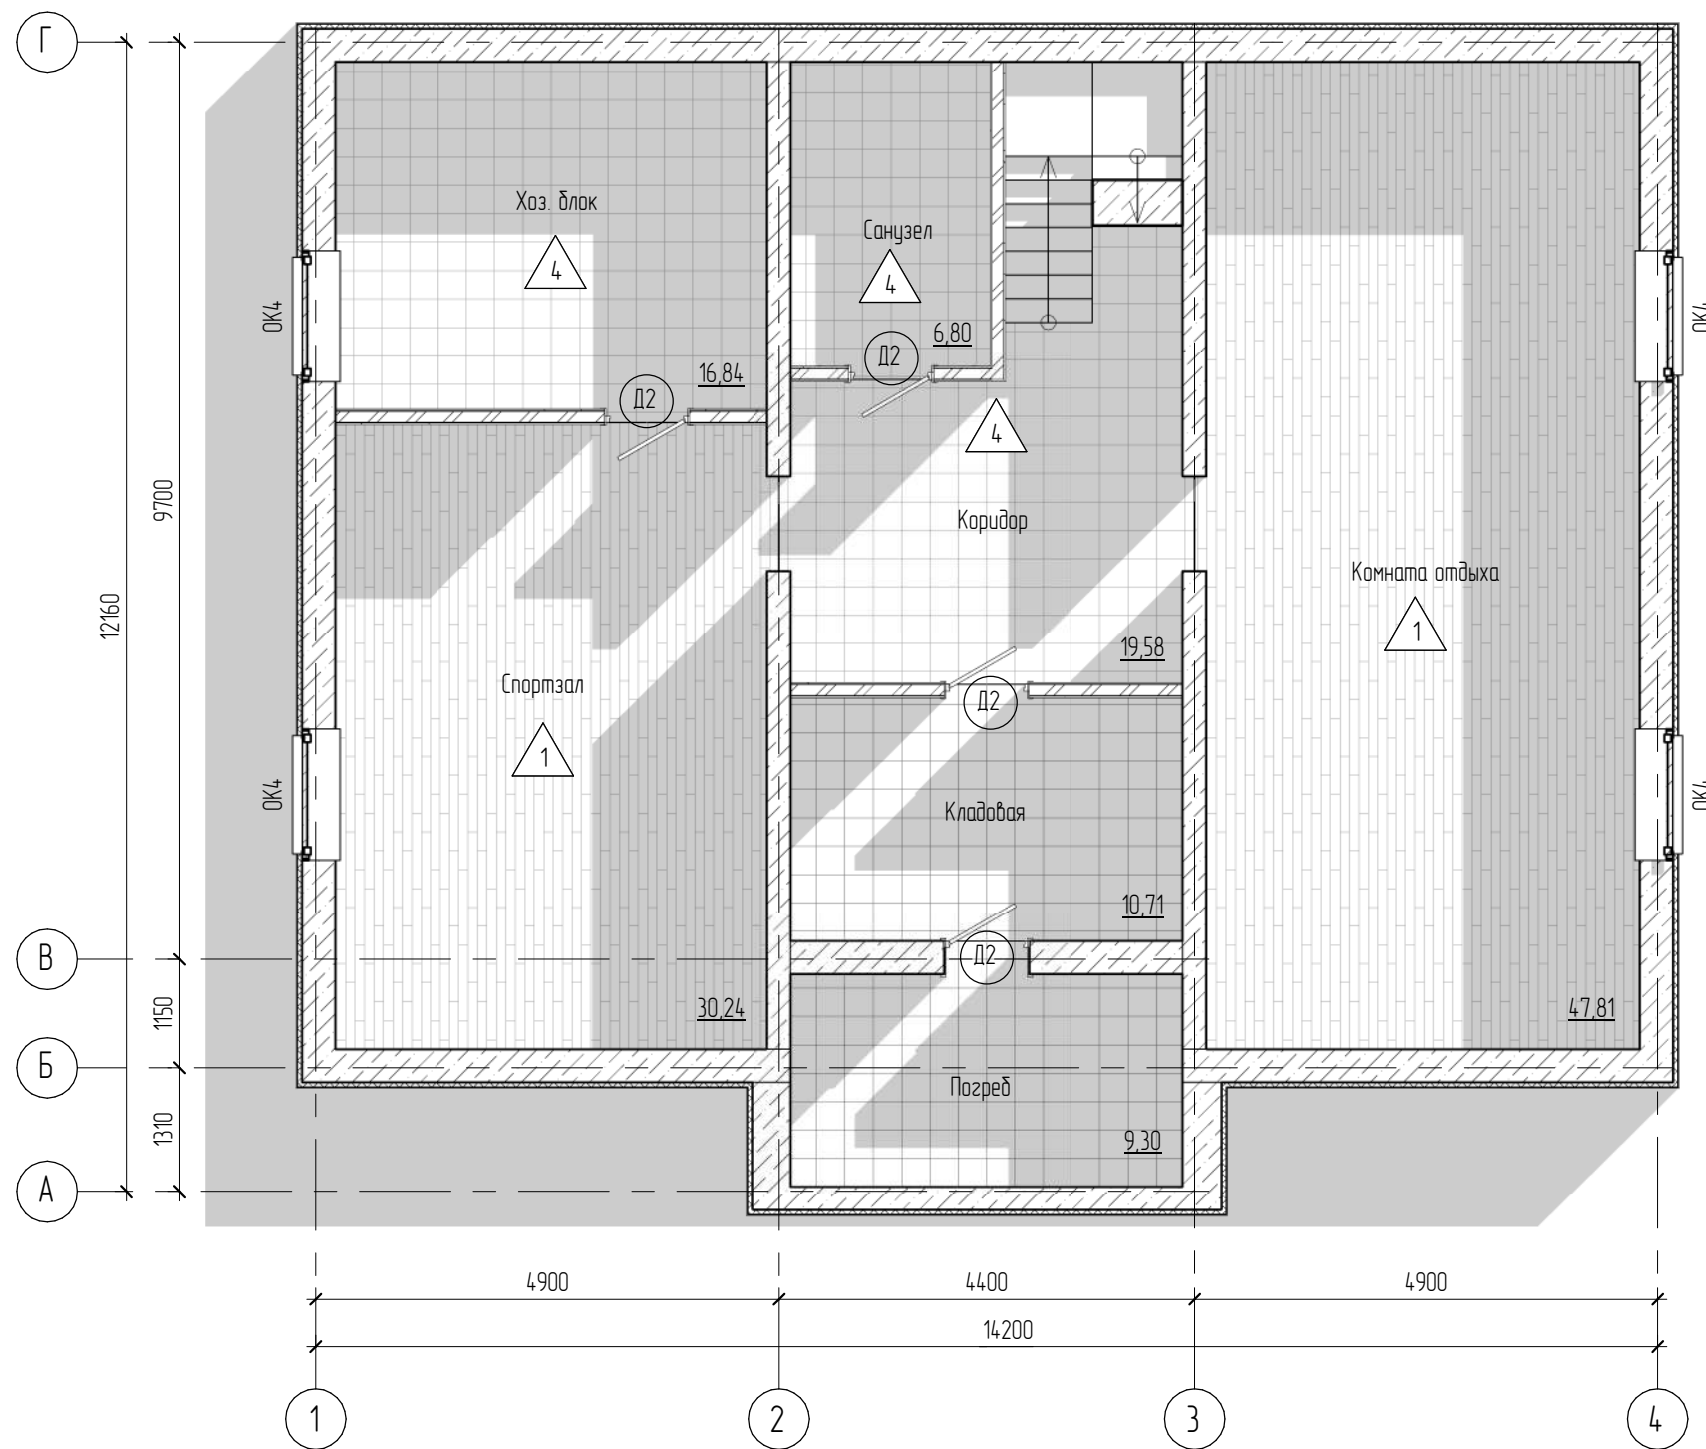 Г
Хоз. блок
4
Санузел
4
ОК4
ОК4
6,80
Д2
16,84
Д2
4
9700
Коридор
Комната отдыха
1
12160
19,58
Спортзал
1
Д2
ОК4
ОК4
Кладовая
10,71
В
Д2
1150
30,24
47,81
Б
Погреб
1310
9,30
А
4900
4400
4900
14200
1
2
3
4